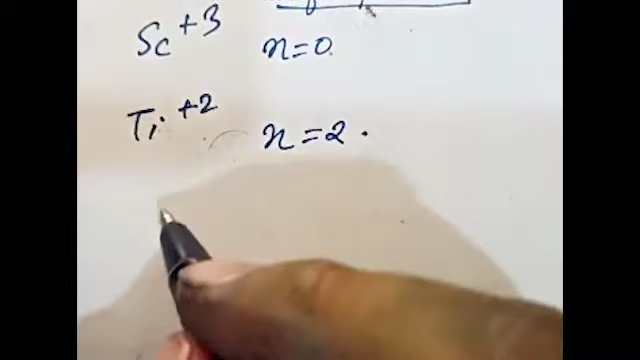 Sc +3 n=0.
Ti +2 n=2.